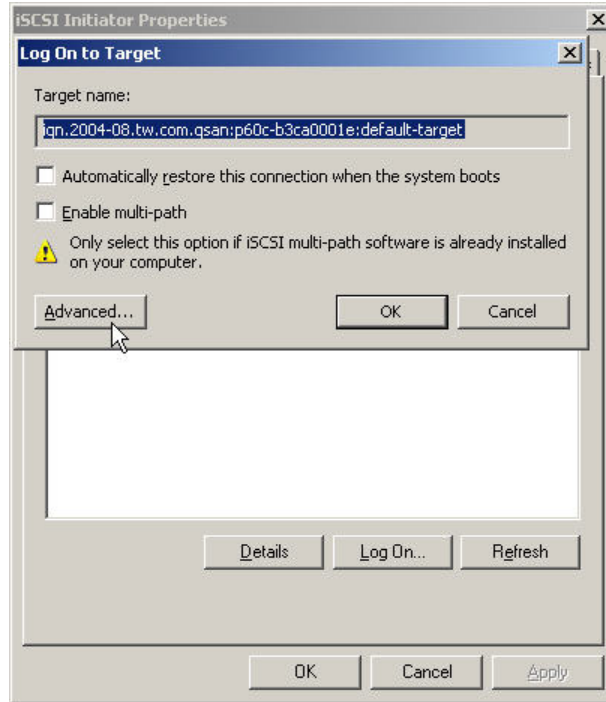 iSCSI Initiator Properties
Log On to Target
Target name:
iqn.2004-08.tw.com.qsan:p60c-b3ca0001e:default-target
Automatically restore this connection when the system boots
Enable multi-path
Only select this option if iSCSI multi-path software is already installed
on your computer.
Advanced...
OK
Cancel
Details
Log On...
Refresh
OK
Cancel
Apply